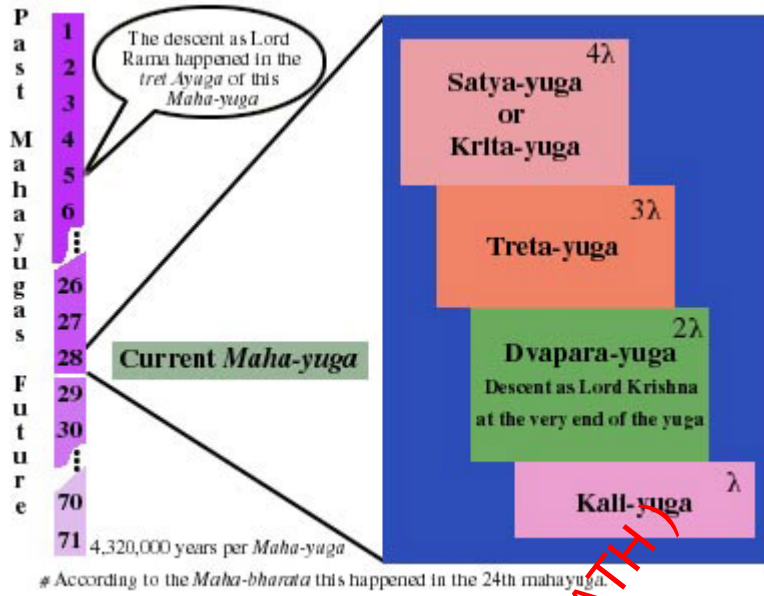 Past Mahayugas
Future
1
2
3
4
5
6
26
27
28
29
30
70
71
The descent as Lord
Rama happened in the
tret Ayaga of this
Maha-yuga
Current Maha-yuga
4,320,000 years per Maha-yuga
4λ
Satya-yuga
or
Krita-yuga
3λ
Treta-yuga
2λ
Dvapara-yuga
Descent as Lord Krishna
at the very end of the yuga
λ
Kali-yuga
# According to the Maha-bharata this happened in the 24th mahayuga.
ATH )